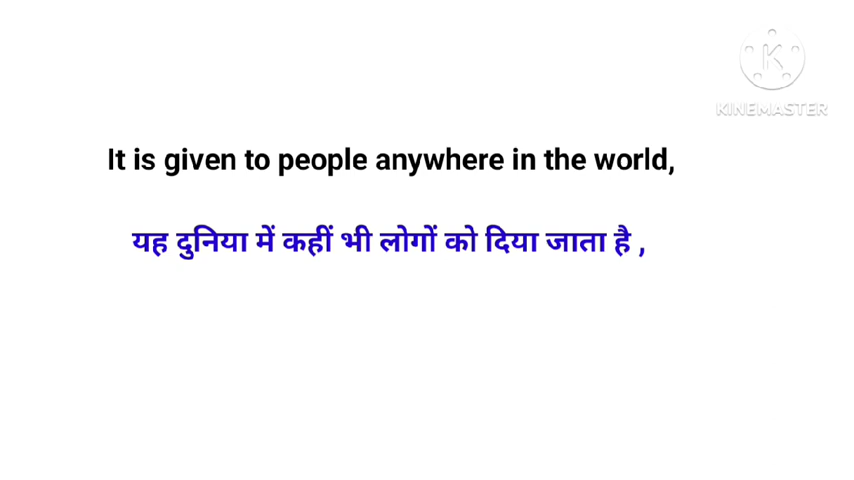 KINEMASTER
It is given to people anywhere in the world,
यह दुनिया में कहीं भी लोगों को दिया जाता है ,